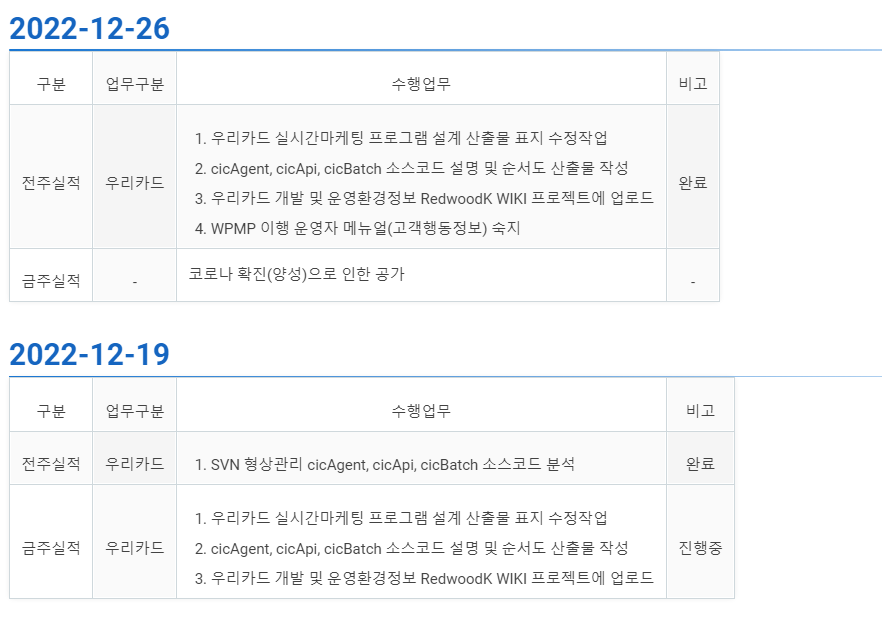 2022-12-26
구분 업무구분 수행업무 비고
전주실적 우리카드 완료
1. 우리카드 실시간마케팅 프로그램 설계 산출물 표지 수정작업
2. cicAgent, cicApi, cicBatch 소스코드 설명 및 순서도 산출물 작성
3. 우리카드 개발 및 운영환경정보 RedwoodK WIKI 프로젝트에 업로드
4. WPMP 이행 운영자 메뉴얼(고객행동정보) 숙지
금주실적 - 코로나 확진(양성)으로 인한 공가 -
2022-12-19
구분 업무구분 수행업무 비고
전주실적 우리카드 1. SVN 형상관리 cicAgent, cicApi, cicBatch 소스코드 분석 완료
금주실적 우리카드 진행중
1. 우리카드 실시간마케팅 프로그램 설계 산출물 표지 수정작업
2. cicAgent, cicApi, cicBatch 소스코드 설명 및 순서도 산출물 작성
3. 우리카드 개발 및 운영환경정보 RedwoodK WIKI 프로젝트에 업로드